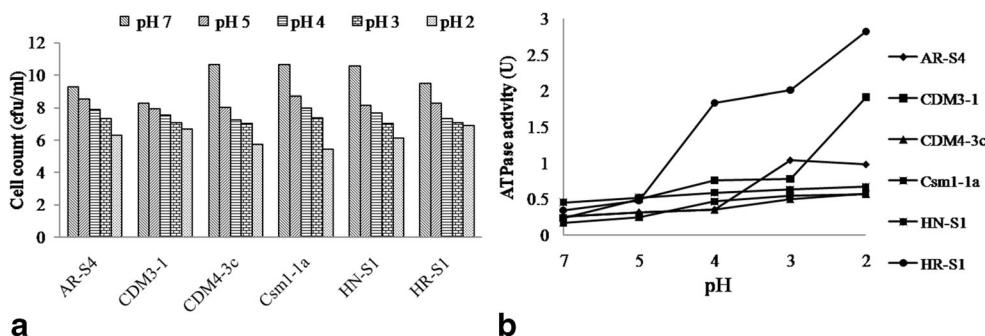 pH 7 pH 5 pH 4 pH 3 pH 2
Cell count (cfu/ml)
12
10
8
6
4
2
0
AR-S4 CDM3-1 CDM4-3c Csm1-1a HN-S1 HR-S1
a
ATPase activity (U)
3
2.5
2
1.5
1
0.5
0
7 5 4 3 2
pH
AR-S4
CDM3-1
CDM4-3c
Csm1-1a
HN-S1
HR-S1
b